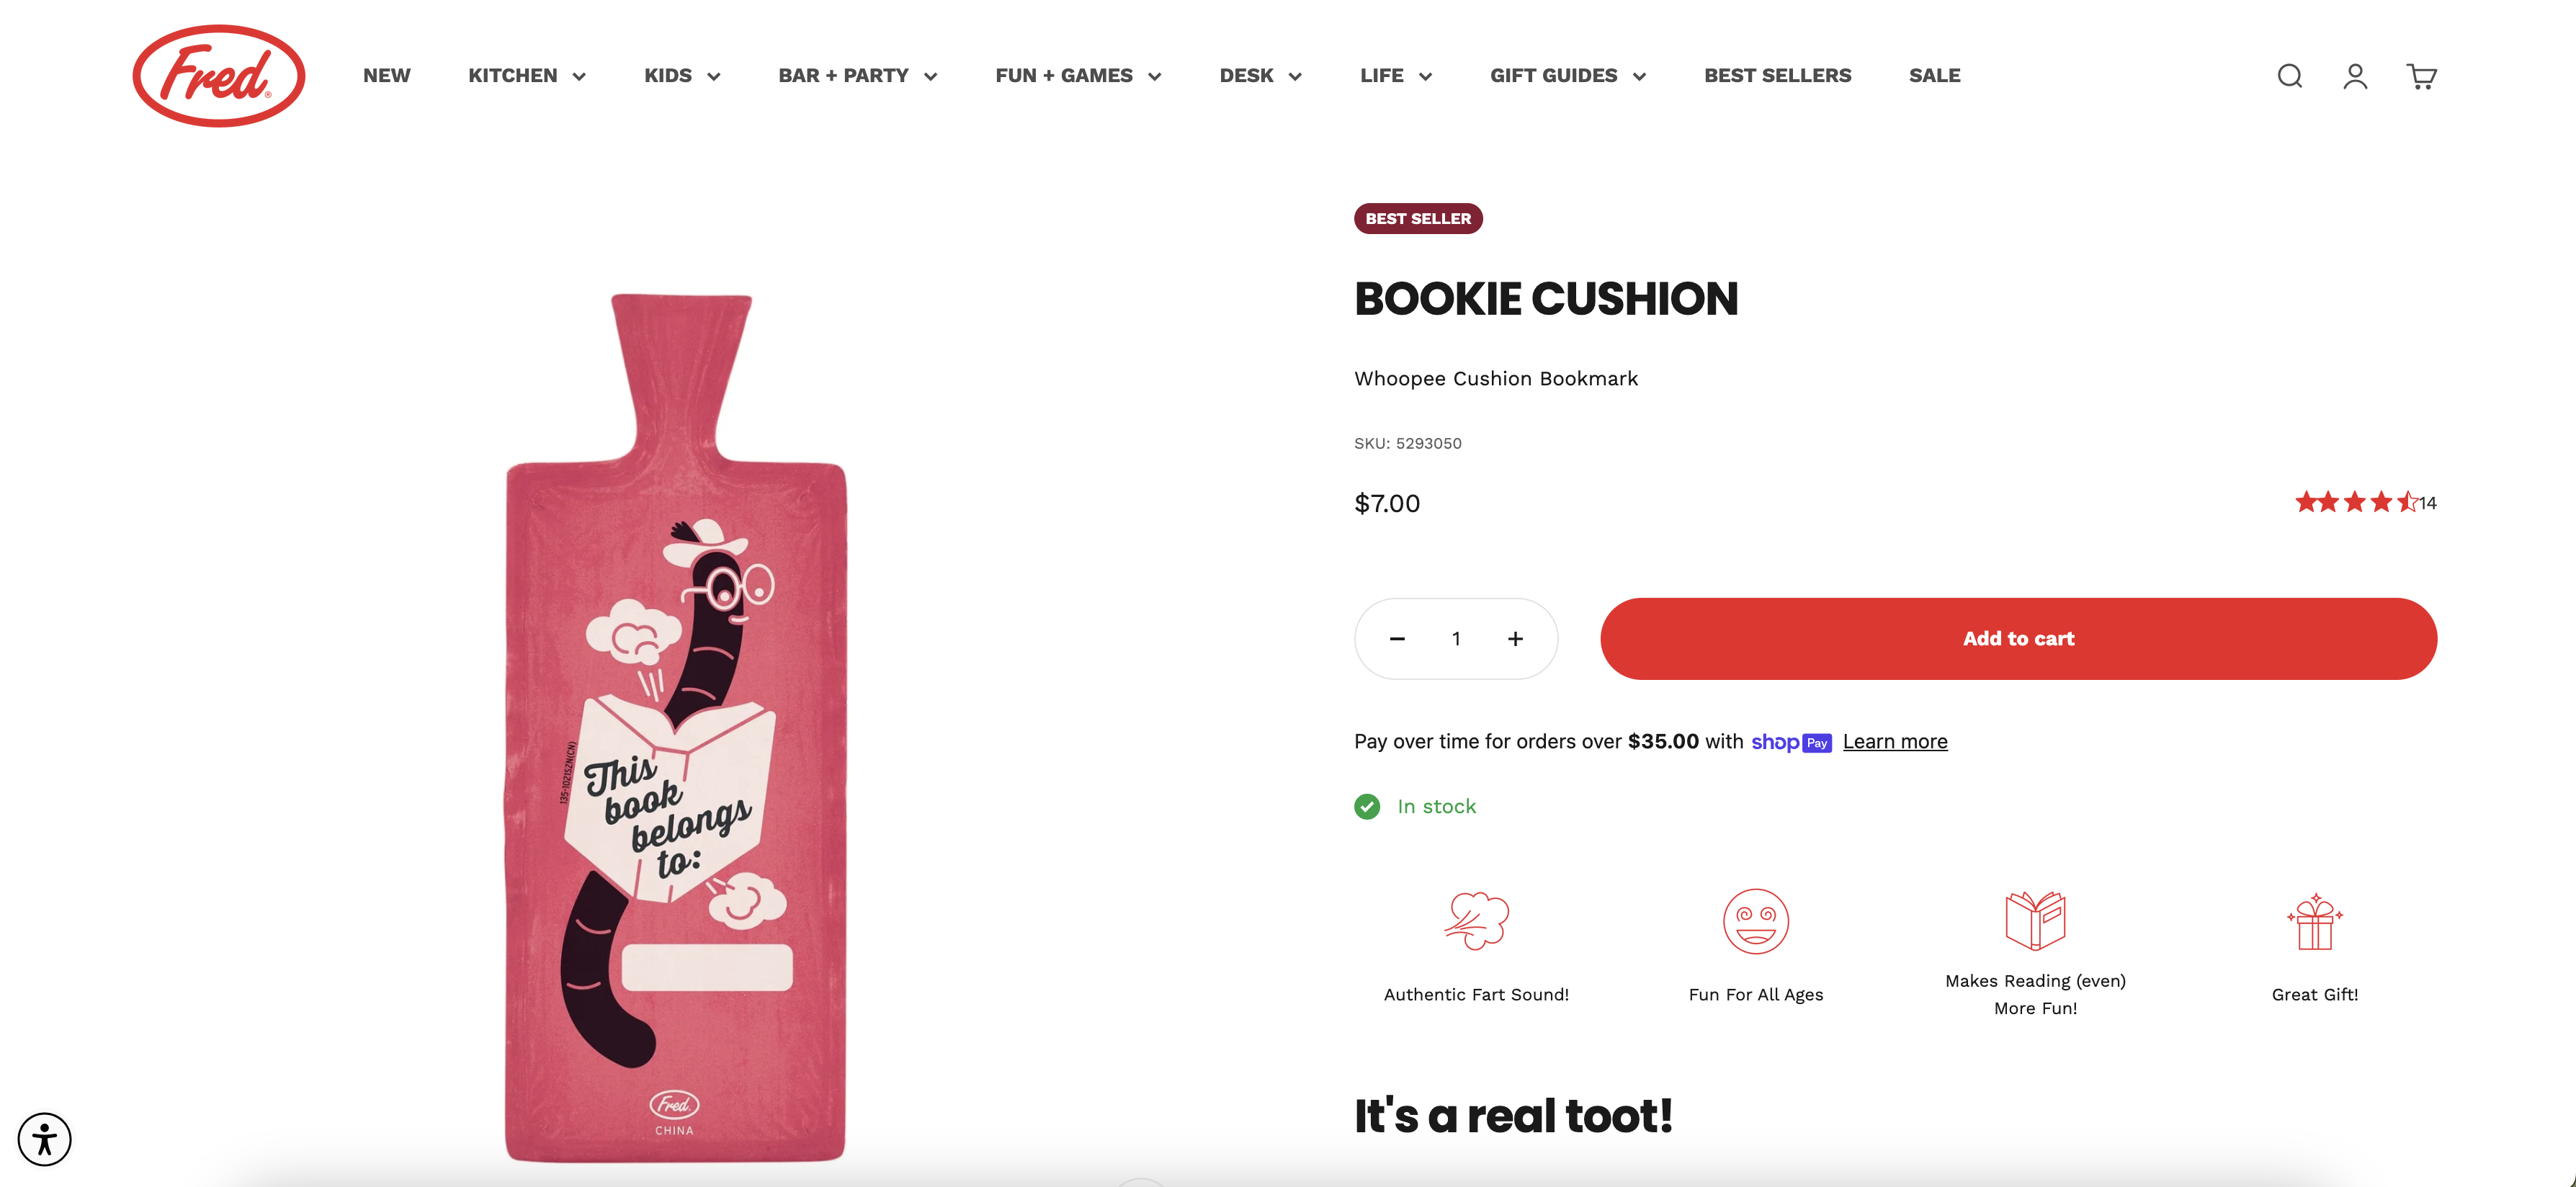 Fred®
NEW KITCHEN KIDS BAR + PARTY FUN + GAMES DESK LIFE GIFT GUIDES BEST SELLERS SALE
BEST SELLER
BOOKIE CUSHION
Whoopee Cushion Bookmark
SKU: 5293050
$7.00
14
1
Add to cart
Pay over time for orders over $35.00 with shop Pay Learn more
In stock
Authentic Fart Sound!
Fun For All Ages
Makes Reading (even)
More Fun!
Great Gift!
It's a real toot!
This
book
belongs
to:
135-1021SZN(CN)
Fred.
CHINA